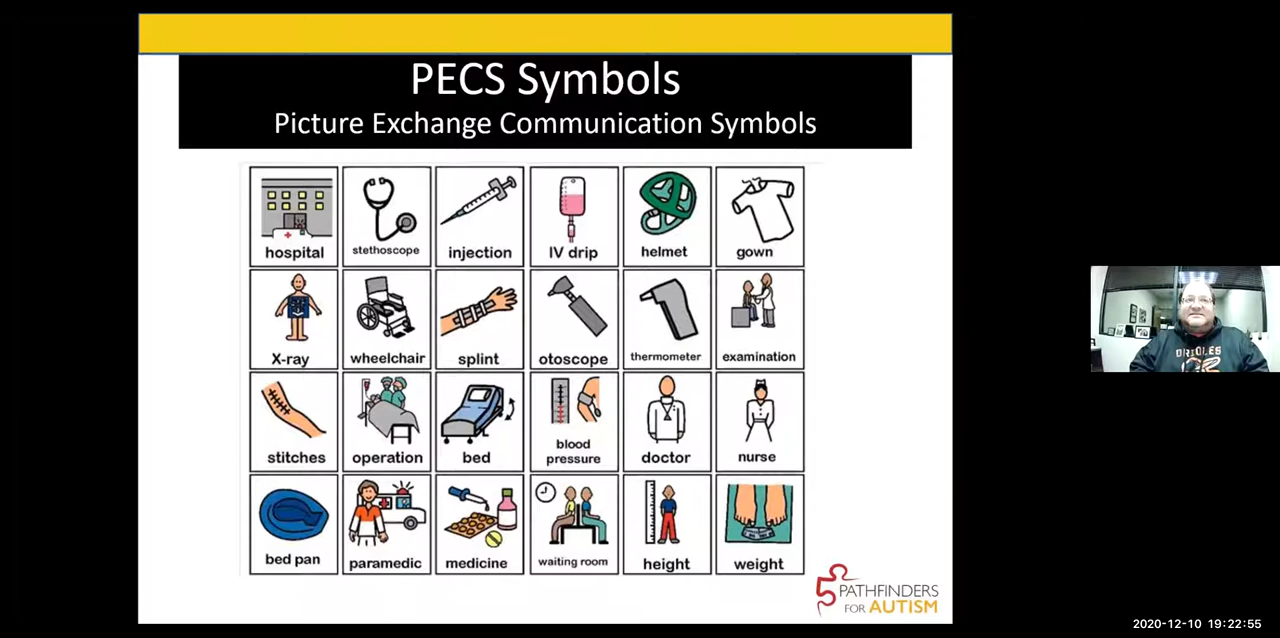 PECS Symbols
Picture Exchange Communication Symbols
hospital
stethoscope
injection
IV drip
helmet
gown
X-ray
wheelchair
splint
otoscope
thermometer
examination
stitches
operation
bed
blood
pressure
doctor
nurse
bed pan
paramedic
medicine
waiting room
height
weight
PATHFINDERS
FOR AUTISM
ORIOLES
2020-12-10 19:22:55